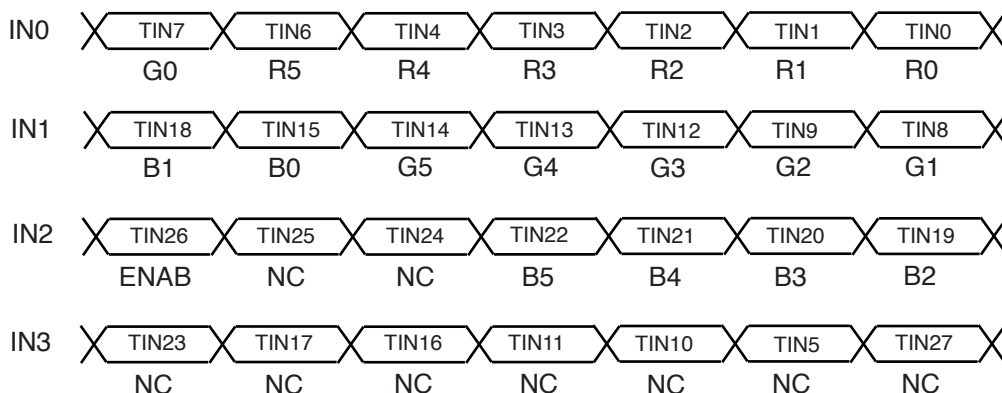 IN0 TIN7 TIN6 TIN4 TIN3 TIN2 TIN1 TIN0
G0 R5 R4 R3 R2 R1 R0
IN1 TIN18 TIN15 TIN14 TIN13 TIN12 TIN9 TIN8
B1 B0 G5 G4 G3 G2 G1
IN2 TIN26 TIN25 TIN24 TIN22 TIN21 TIN20 TIN19
ENAB NC NC B5 B4 B3 B2
IN3 TIN23 TIN17 TIN16 TIN11 TIN10 TIN5 TIN27
NC NC NC NC NC NC NC